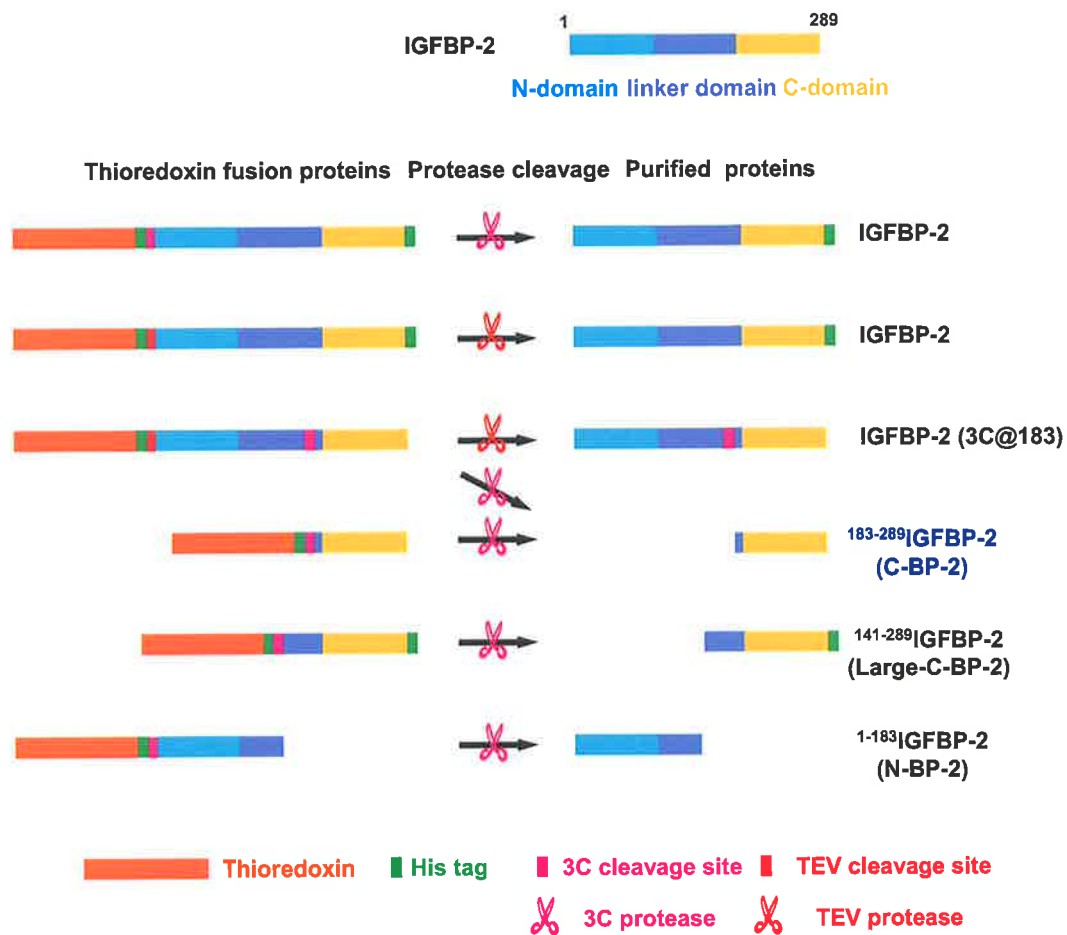 1 289
IGFBP-2
N-domain linker domain C-domain
Thioredoxin fusion proteins Protease cleavage Purified proteins
IGFBP-2
IGFBP-2
IGFBP-2 (3C@183)
183-289IGFBP-2
(C-BP-2)
141-289IGFBP-2
(Large-C-BP-2)
1-183IGFBP-2
(N-BP-2)
Thioredoxin His tag 3C cleavage site TEV cleavage site
3C protease TEV protease